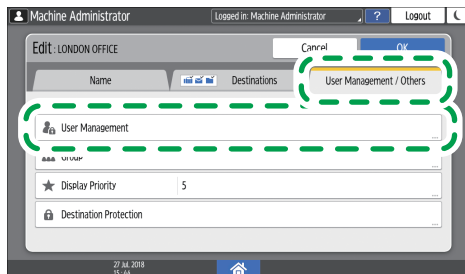 Machine Administrator
Logged in: Machine Administrator
?
Logout
Edit : LONDON OFFICE
Cancel
OK
Name
Destinations
User Management / Others
User Management
Group
Display Priority
5
Destination Protection
27 Jul. 2018